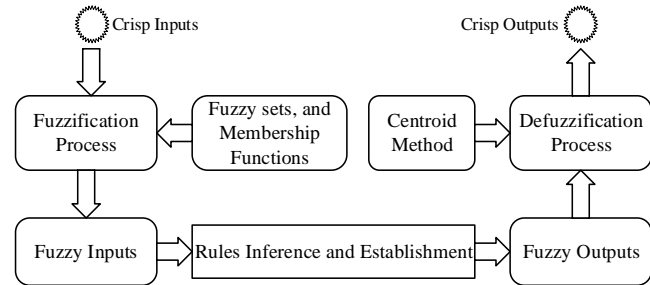 Crisp Inputs
Crisp Outputs
Fuzzification
Process
Fuzzy sets, and
Membership
Functions
Centroid
Method
Defuzzification
Process
Fuzzy Inputs
Rules Inference and Establishment
Fuzzy Outputs